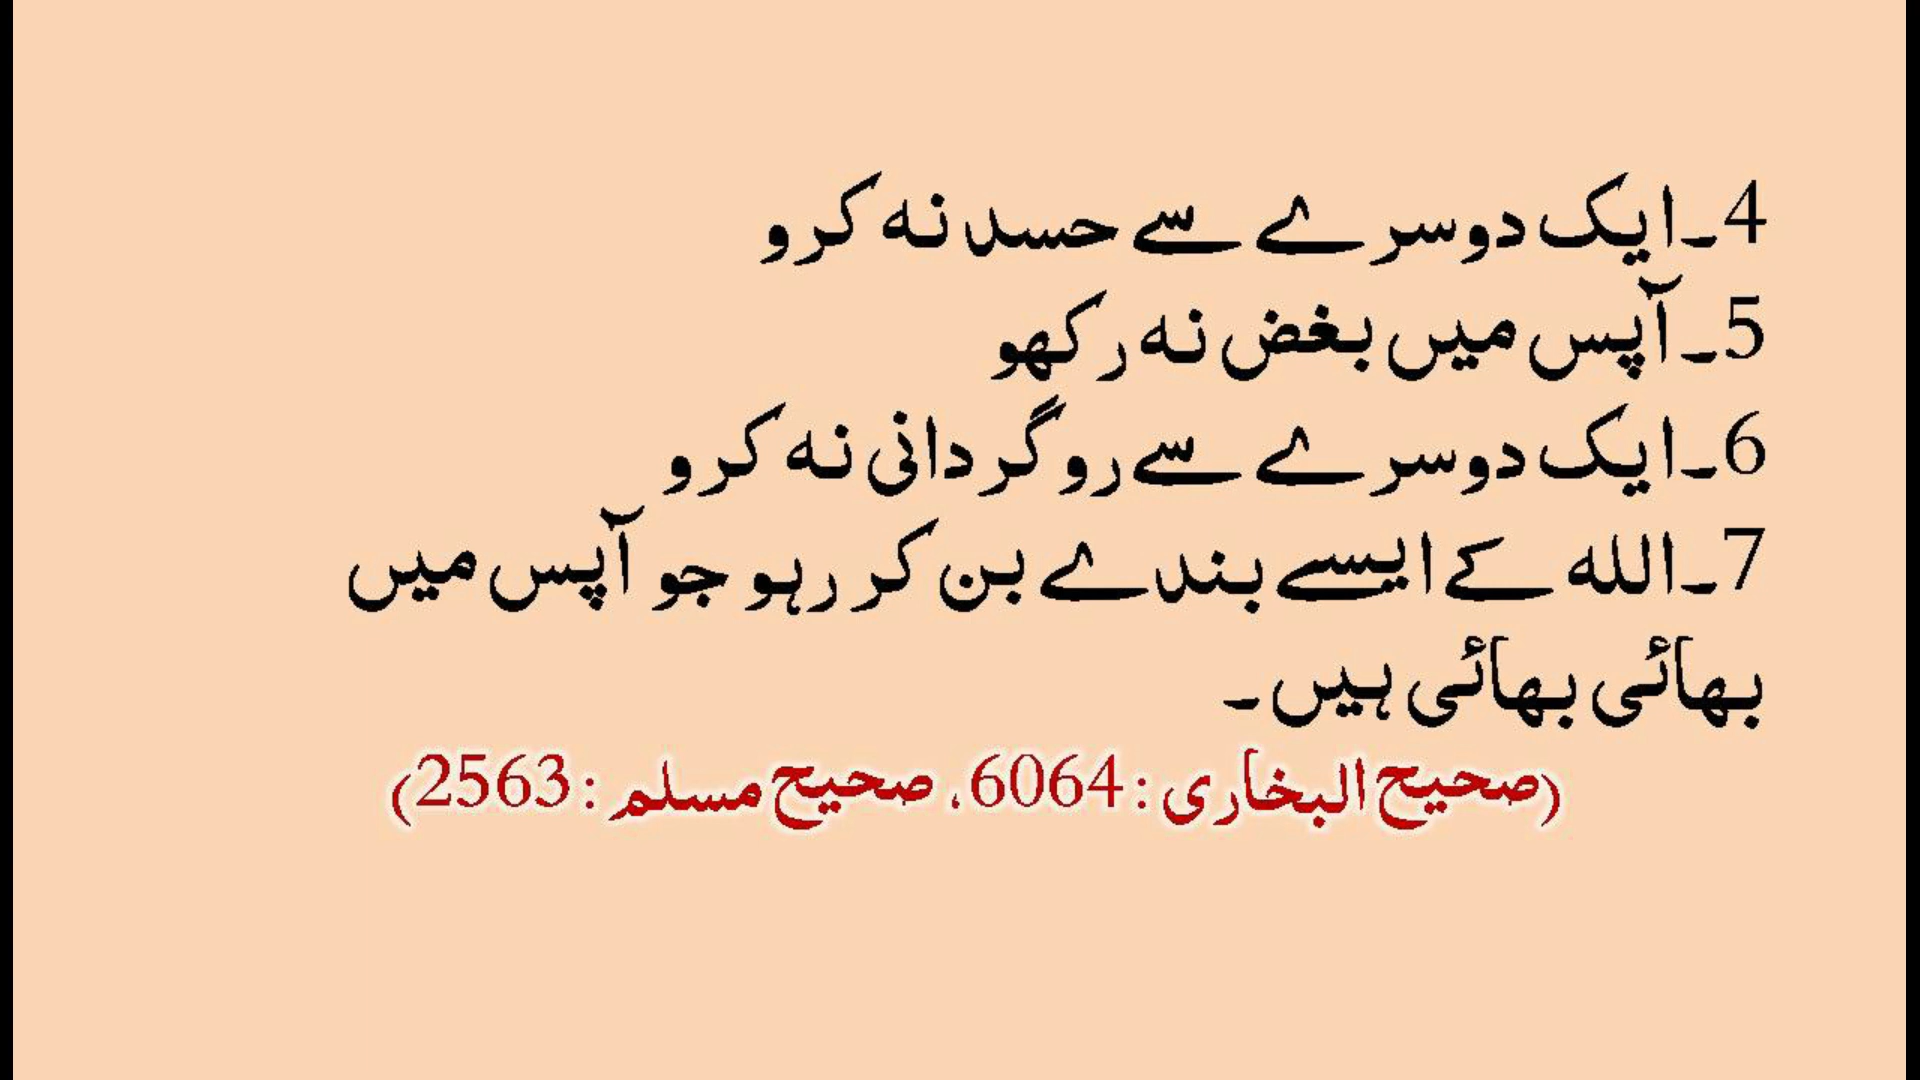 4۔ایک دوسرے سے حسد نہ کرو
5۔آپس میں بغض نہ رکھو
6۔ایک دوسرے سے روگردانی نہ کرو
7۔اللہ کے ایسے بندے بن کر رہو جو آپس میں
بھائی بھائی ہیں۔
(صحیح البخاری:6064، صحیح مسلم:2563)